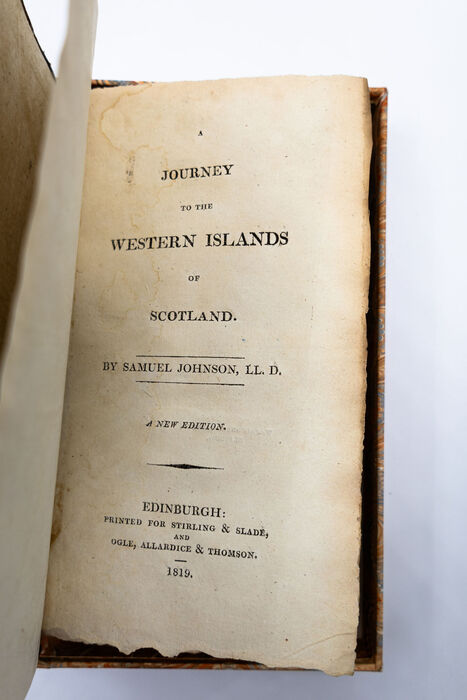 A
JOURNEY
TO THE
WESTERN ISLANDS
OF
SCOTLAND.
BY SAMUEL JOHNSON, LL. D.
A NEW EDITION.
EDINBURGH:
PRINTED FOR STIRLING & SLADE,
AND
OGLE, ALLARDICE & THOMSON.
1819.